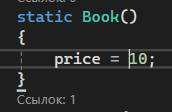 static Book()
{
price = 10;
}
Ссылок: 1